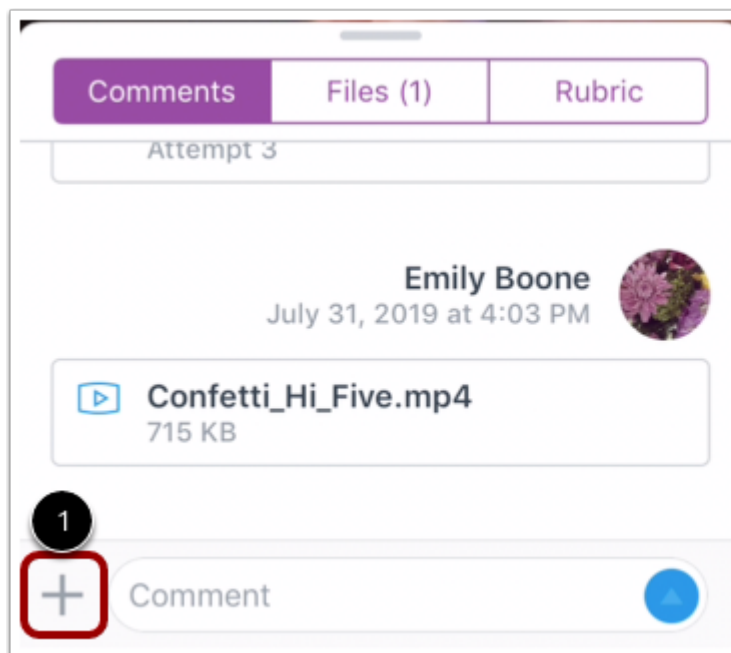 Comments Files (1) Rubric
Attempt 3
Emily Boone
July 31, 2019 at 4:03 PM
Confetti_Hi_Five.mp4
715 KB
1
Comment